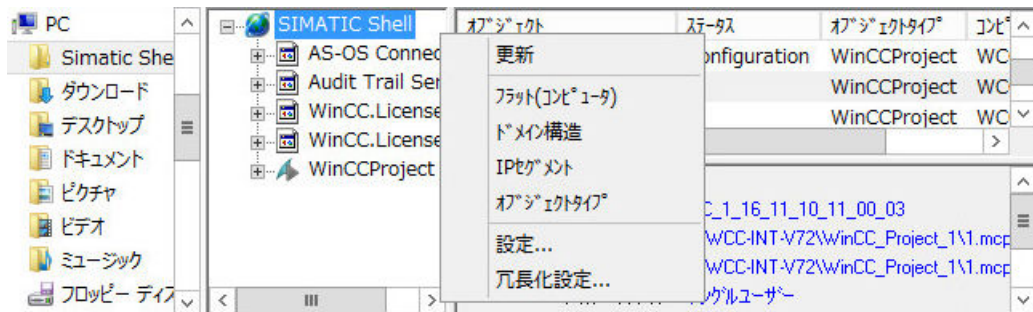 PC
Simatic She
ダウンロード
デスクトップ
ドキュメント
ピクチャ
ビデオ
ミュージック
フロッピー ディス
SIMATIC Shell
AS-OS Connec
Audit Trail Ser
WinCC.License
WinCC.License
WinCCProject
更新
ﾌﾗｯﾄ(ｺﾝﾋﾟｭｰﾀ)
ﾄﾞﾒｲﾝ構造
IPｾｸﾞﾒﾝﾄ
ｵﾌﾞｼﾞｪｸﾄﾀｲﾌﾟ
設定...
冗長化設定...
ｵﾌﾞｼﾞｪｸﾄ ｽﾃｰﾀｽ ｵﾌﾞｼﾞｪｸﾄﾀｲﾌﾟ ｺﾝﾋﾟ
onfiguration WinCCProject WC
WinCCProject WC
WinCCProject WC
C_1_16_11_10_11_00_03
WCC-INT-V72\WinCC_Project_1\1.mcp
WCC-INT-V72\WinCC_Project_1\1.mcp
ﾝｸﾞﾙﾕｰｻﾞｰ